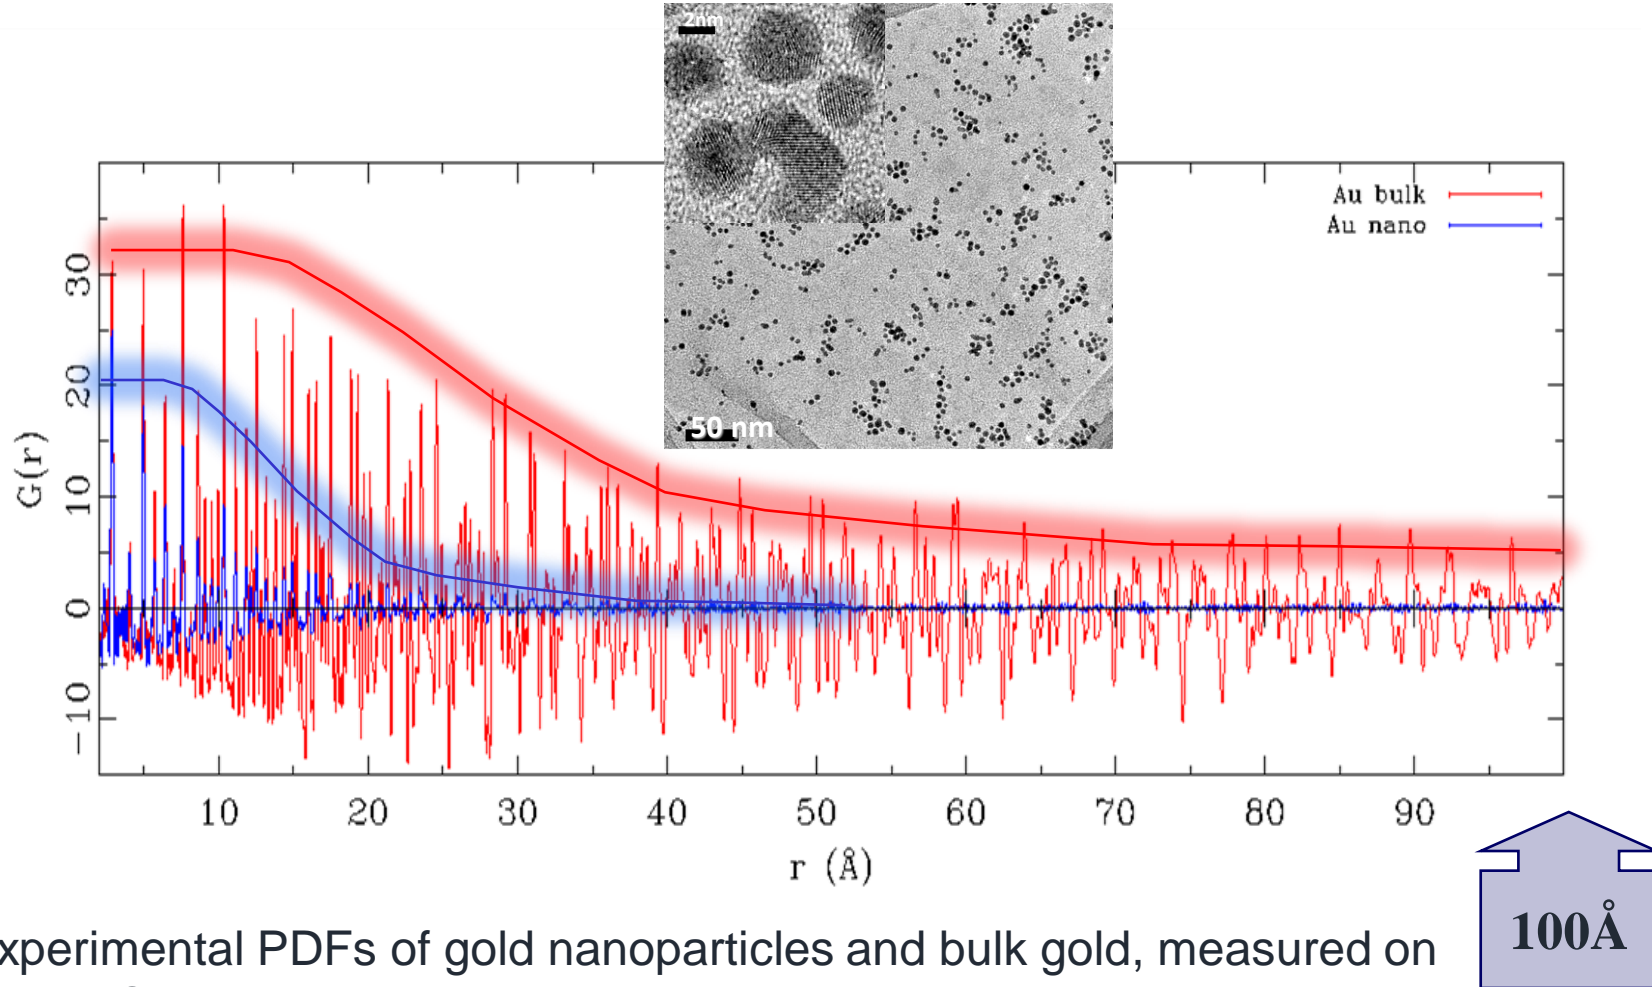 2nm
50 nm
Au bulk
Au nano
30
20
10
0
−10
G(r)
10 20 30 40 50 60 70 80 90
r (Å)
100Å
xperimental PDFs of gold nanoparticles and bulk gold, measured on